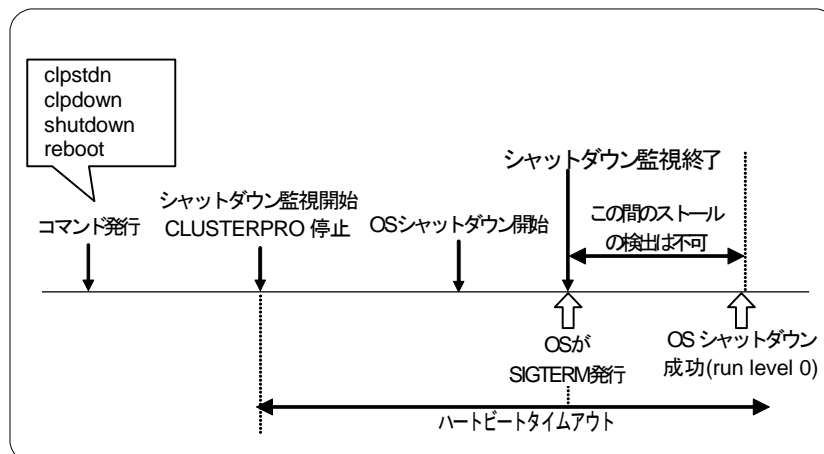 clpstdn
clpdown
shutdown
reboot
シャットダウン監視終了
シャットダウン監視開始
CLUSTERPRO 停止
コマンド発行
OSシャットダウン開始
この間のストール
の検出は不可
OSが
SIGTERM発行
OS シャットダウン
成功(run level 0)
ハートビートタイムアウト